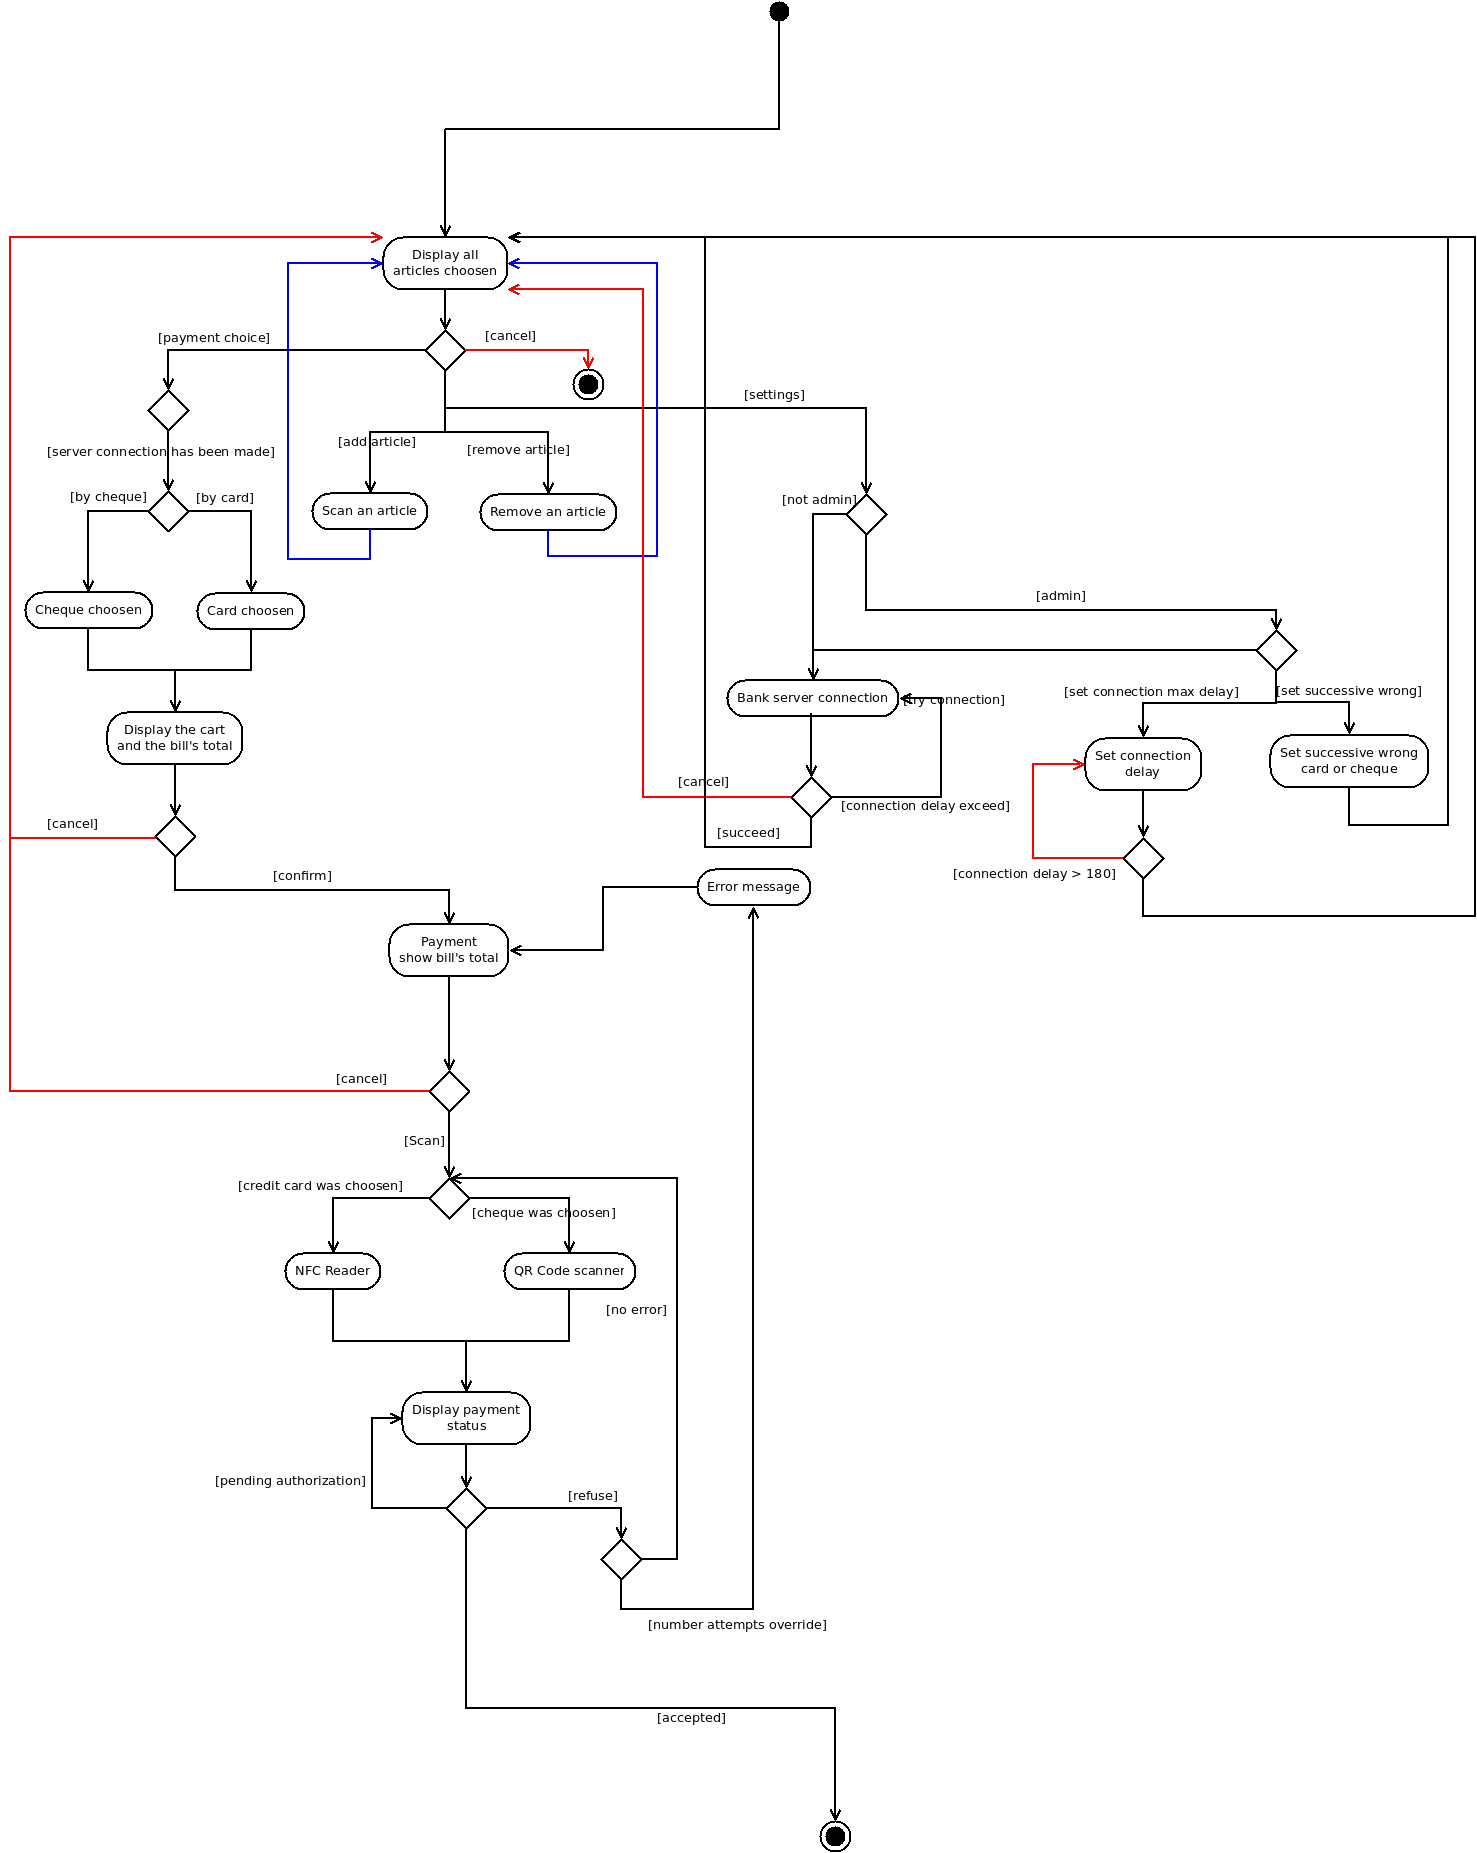 Display all
articles choosen
[payment choice]
[cancel]
[settings]
[add article]
[remove article]
[server connection has been made]
[by cheque]
[by card]
Scan an article
Remove an article
[not admin]
[admin]
Cheque choosen
Card choosen
Bank server connection
[try connection]
[set connection max delay]
[set successive wrong]
Display the cart
and the bill's total
Set connection
delay
Set successive wrong
card or cheque
[cancel]
[connection delay exceed]
[succeed]
[cancel]
[connection delay > 180]
[confirm]
Error message
Payment
show bill's total
[cancel]
[Scan]
[credit card was choosen]
[cheque was choosen]
NFC Reader
QR Code scanner
[no error]
Display payment
status
[pending authorization]
[refuse]
[number attempts override]
[accepted]